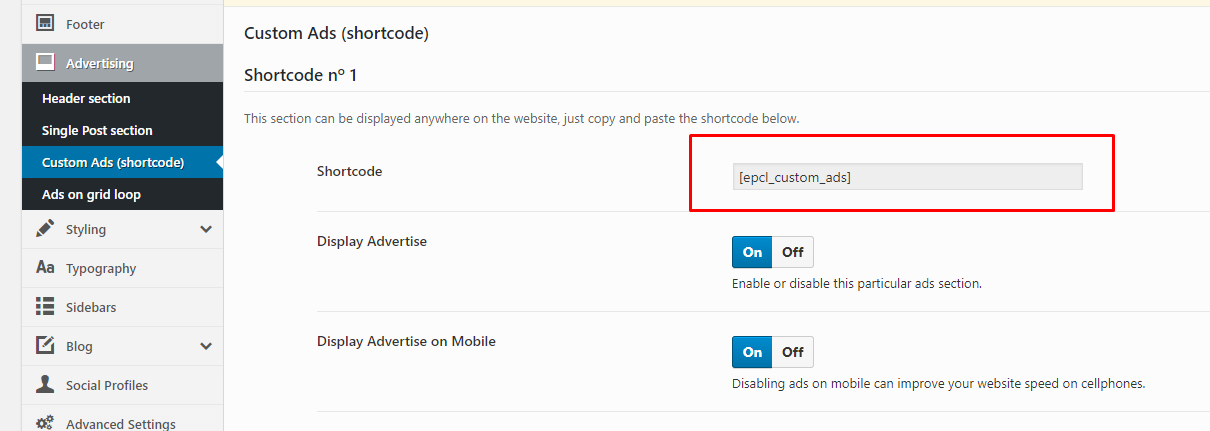 Footer
Advertising
Header section
Single Post section
Custom Ads (shortcode)
Ads on grid loop
Styling
Aa Typography
Sidebars
Blog
Social Profiles
Advanced Settings
Custom Ads (shortcode)
Shortcode nº 1
This section can be displayed anywhere on the website, just copy and paste the shortcode below.
Shortcode
[epcl_custom_ads]
Display Advertise
On Off
Enable or disable this particular ads section.
Display Advertise on Mobile
On Off
Disabling ads on mobile can improve your website speed on cellphones.